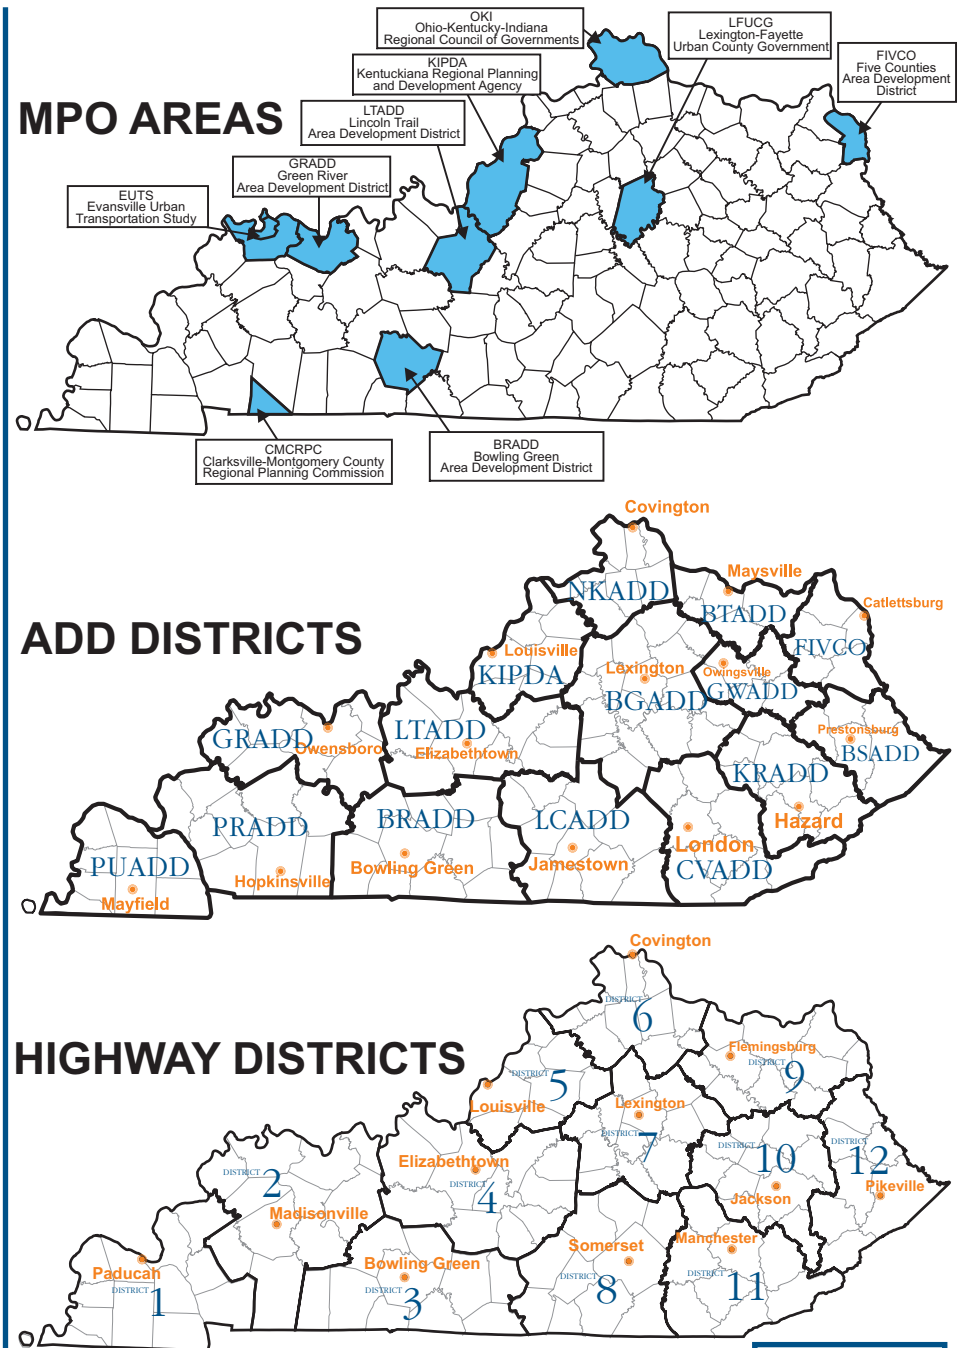 OKI
Ohio-Kentucky-Indiana
Regional Council of Governments
LFUCG
Lexington-Fayette
Urban County Government
FIVCO
Five Counties
Area Development
District
KIPDA
Kentuckiana Regional Planning
and Development Agency
MPO AREAS
LTADD
Lincoln Trail
Area Development District
GRADD
Green River
Area Development District
EUTS
Evansville Urban
Transportation Study
CMCRPC
Clarksville-Montgomery County
Regional Planning Commission
BRADD
Bowling Green
Area Development District
ADD DISTRICTS
Covington
NKADD
Maysville
BTADD
Catlettsburg
FIVCO
Louisville
KIPDA
Lexington
BGADD
Owingsville
GWADD
GRADD
Owensboro
LTADD
Elizabethtown
Prestonsburg
BSADD
KRADD
Hazard
PRADD
Hopkinsville
BRADD
Bowling Green
LCADD
Jamestown
London
CVADD
PUADD
Mayfield
HIGHWAY DISTRICTS
Covington
DISTRICT 6
Flemingsburg
DISTRICT 9
DISTRICT 5
Louisville
Lexington
DISTRICT 7
DISTRICT 10
Jackson
DISTRICT 12
Pikeville
DISTRICT 2
Madisonville
Elizabethtown
DISTRICT 4
Somerset
DISTRICT 8
Manchester
DISTRICT 11
Paducah
DISTRICT 1
Bowling Green
DISTRICT 3